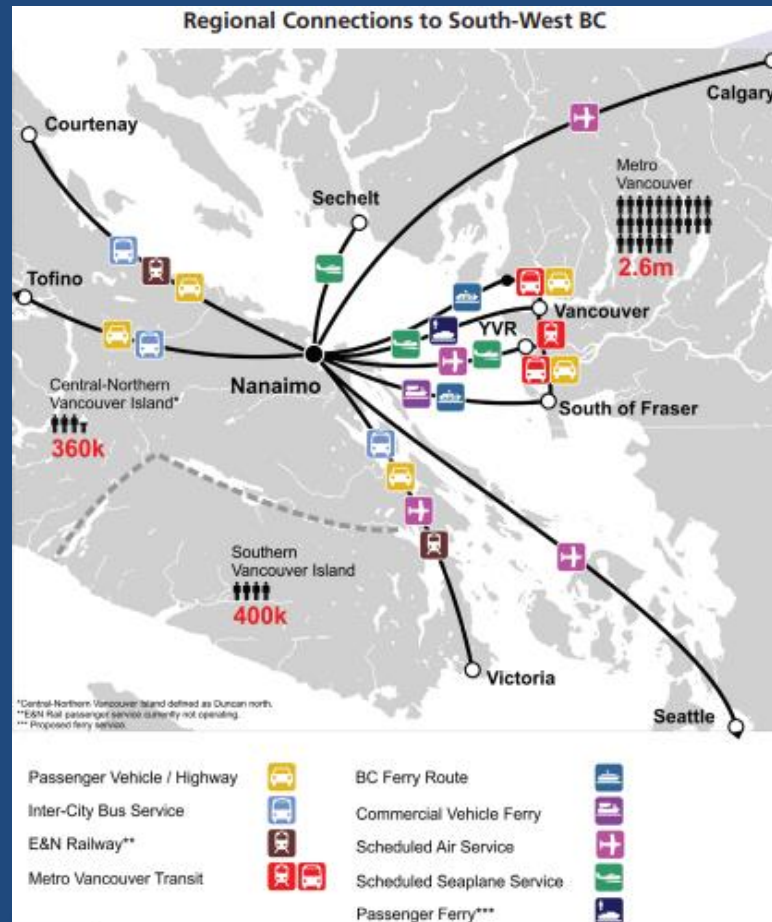 Regional Connections to South-West BC
Calgary
Courtenay
Metro
Vancouver
2.6m
Sechelt
Tofino
Vancouver
YVR
Nanaimo
South of Fraser
Central-Northern
Vancouver Island*
360k
Southern
Vancouver Island
400k
Victoria
Seattle
*Central-Northern Vancouver Island defined as Duncan north.
**E&N Rail passenger service currently not operating.
*** Proposed ferry service.
Passenger Vehicle / Highway
Inter-City Bus Service
E&N Railway**
Metro Vancouver Transit
BC Ferry Route
Commercial Vehicle Ferry
Scheduled Air Service
Scheduled Seaplane Service
Passenger Ferry***